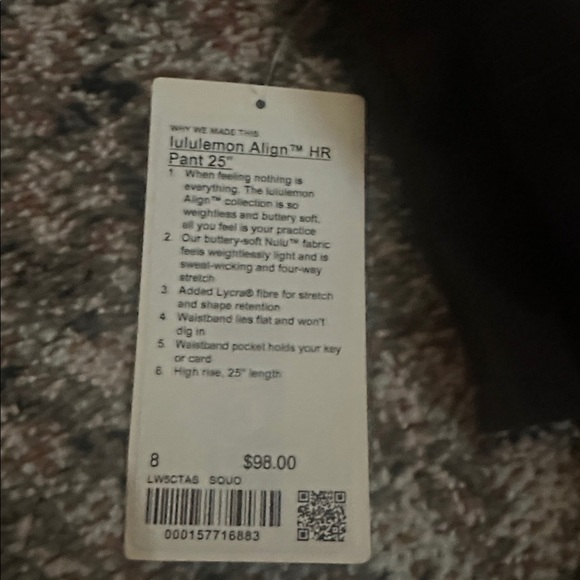 WHY WE MADE THIS
lululemon Align™ HR
Pant 25"
1. When feeling nothing is
everything. The lululemon
Align™ collection is so
weightless and buttery soft,
all you feel is your practice
2. Our buttery-soft Nulu™ fabric
feels weightlessly light and is
sweat-wicking and four-way
stretch
3. Added Lycra® fibre for stretch
and shape retention
4. Waistband lies flat and won't
dig in
5. Waistband pocket holds your key
or card
6. High rise, 25" length
8 $98.00
LW5CTAS SQUO
000157716883